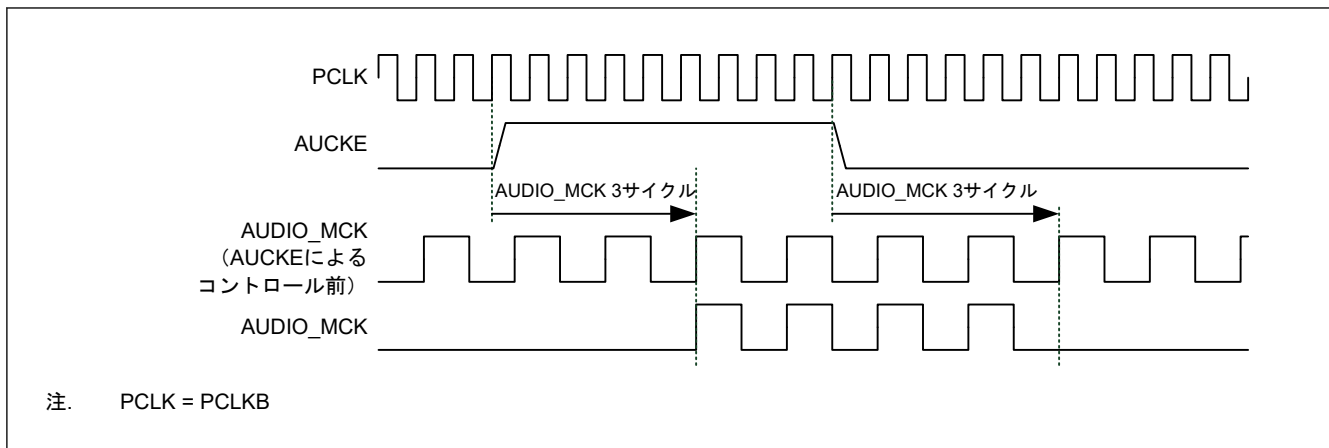 PCLK
AUCKE
AUDIO_MCK 3サイクル
AUDIO_MCK 3サイクル
AUDIO_MCK
（AUCKEによる
コントロール前）
AUDIO_MCK
注. PCLK = PCLKB